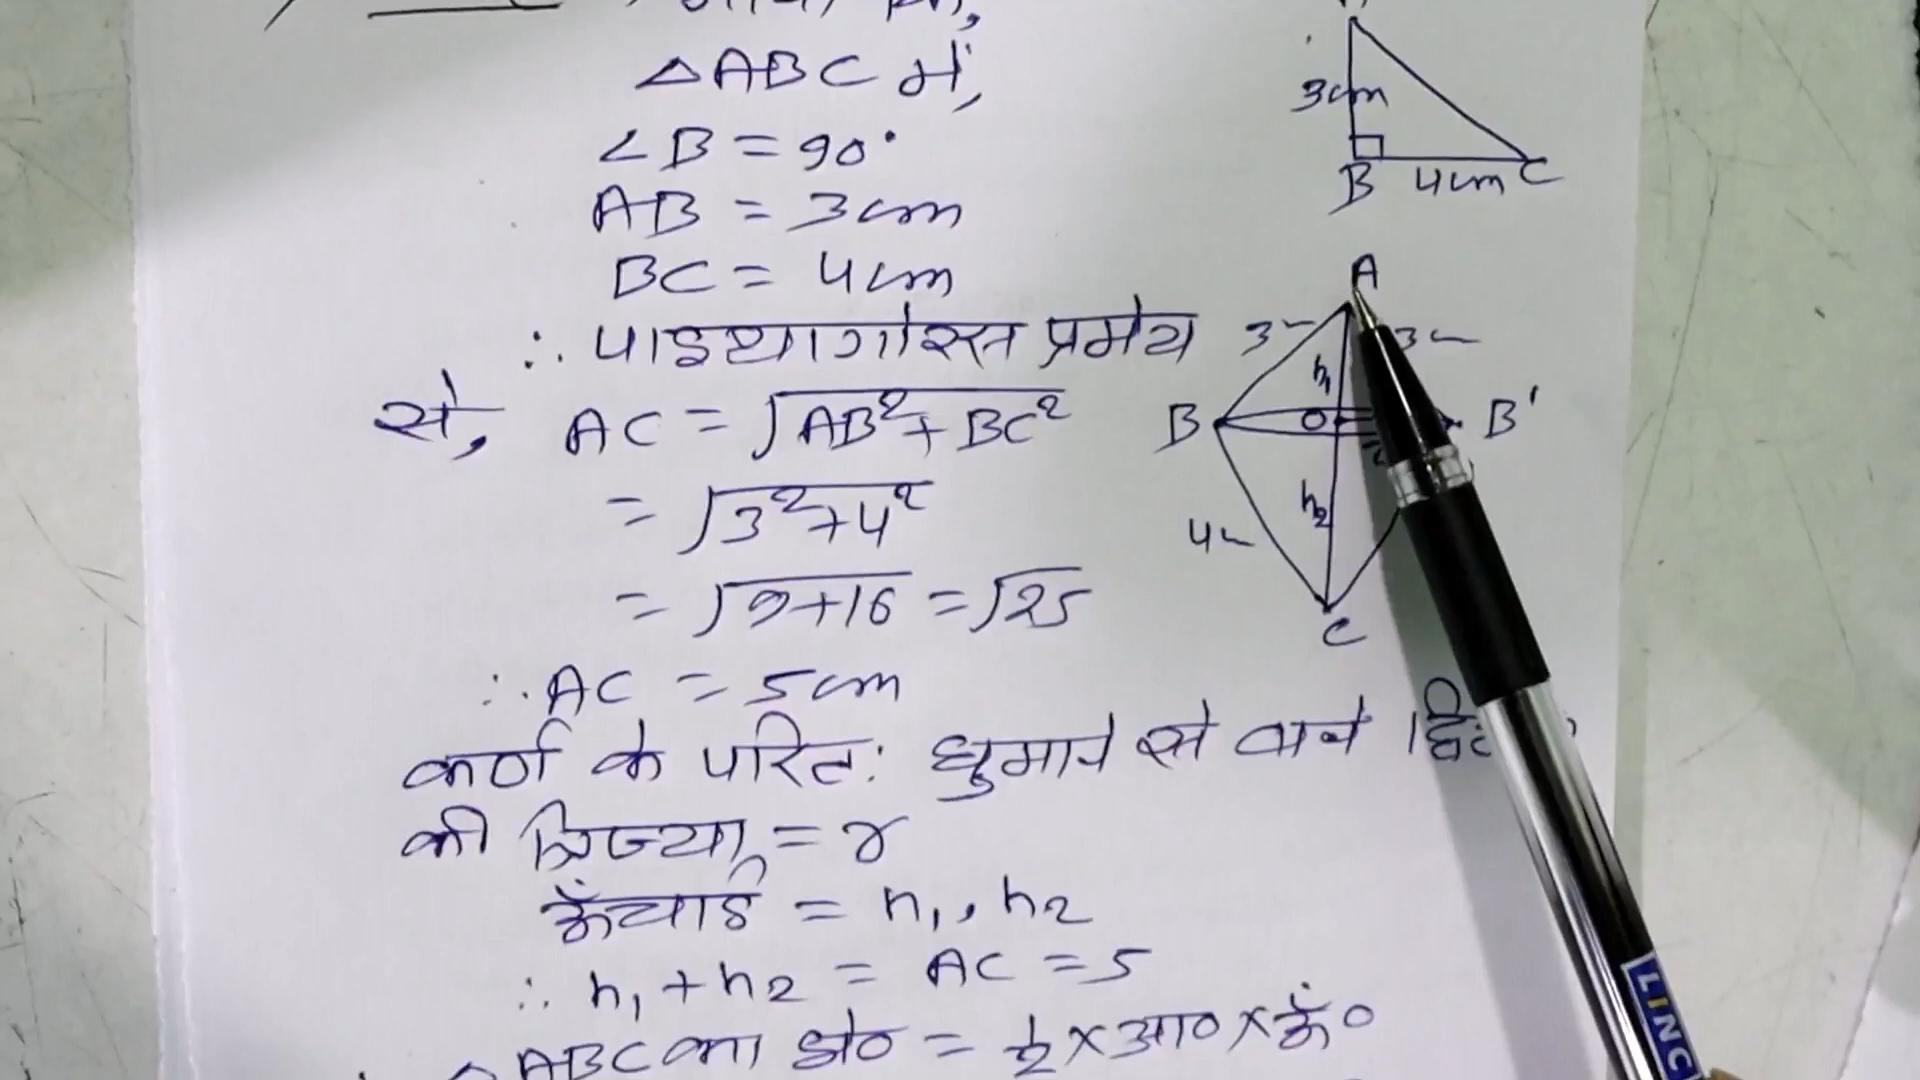 △ABC में,
∠B = 90°
AB = 3cm
BC = 4cm
∴ पाइथागोरस प्रमेय
से, AC = √AB²+BC²
= √3²+4²
= √9+16 = √25
∴ AC = 5cm
कर्ण के परितः घुमाने से बने द्वि
की त्रिज्या = r
ऊँचाई = h₁, h₂
∴ h₁ + h₂ = AC = 5
△ABC का क्षे० = ½ × आ० × ऊँ०
3cm
B 4cm C
A
3 3
h₁
B O B'
h₂
4
C
LINC